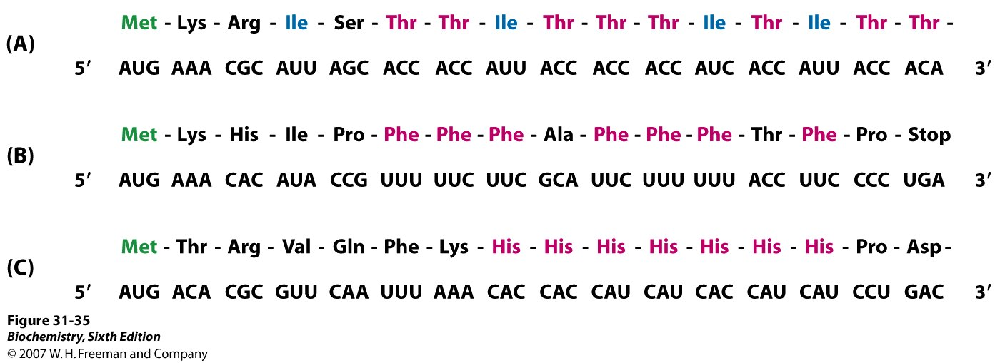 Met - Lys - Arg - Ile - Ser - Thr - Thr - Ile - Thr - Thr - Thr - Ile - Thr - Ile - Thr - Thr -
(A)
5′ AUG AAA CGC AUU AGC ACC ACC AUU ACC ACC ACC AUC ACC AUU ACC ACA 3′
Met - Lys - His - Ile - Pro - Phe - Phe - Phe - Ala - Phe - Phe - Phe - Thr - Phe - Pro - Stop
(B)
5′ AUG AAA CAC AUA CCG UUU UUC UUC GCA UUC UUU UUU ACC UUC CCC UGA 3′
Met - Thr - Arg - Val - Gln - Phe - Lys - His - His - His - His - His - His - His - Pro - Asp-
(C)
5′ AUG ACA CGC GUU CAA UUU AAA CAC CAC CAU CAU CAC CAU CAU CCU GAC 3′
Figure 31-35
Biochemistry, Sixth Edition
© 2007 W. H. Freeman and Company